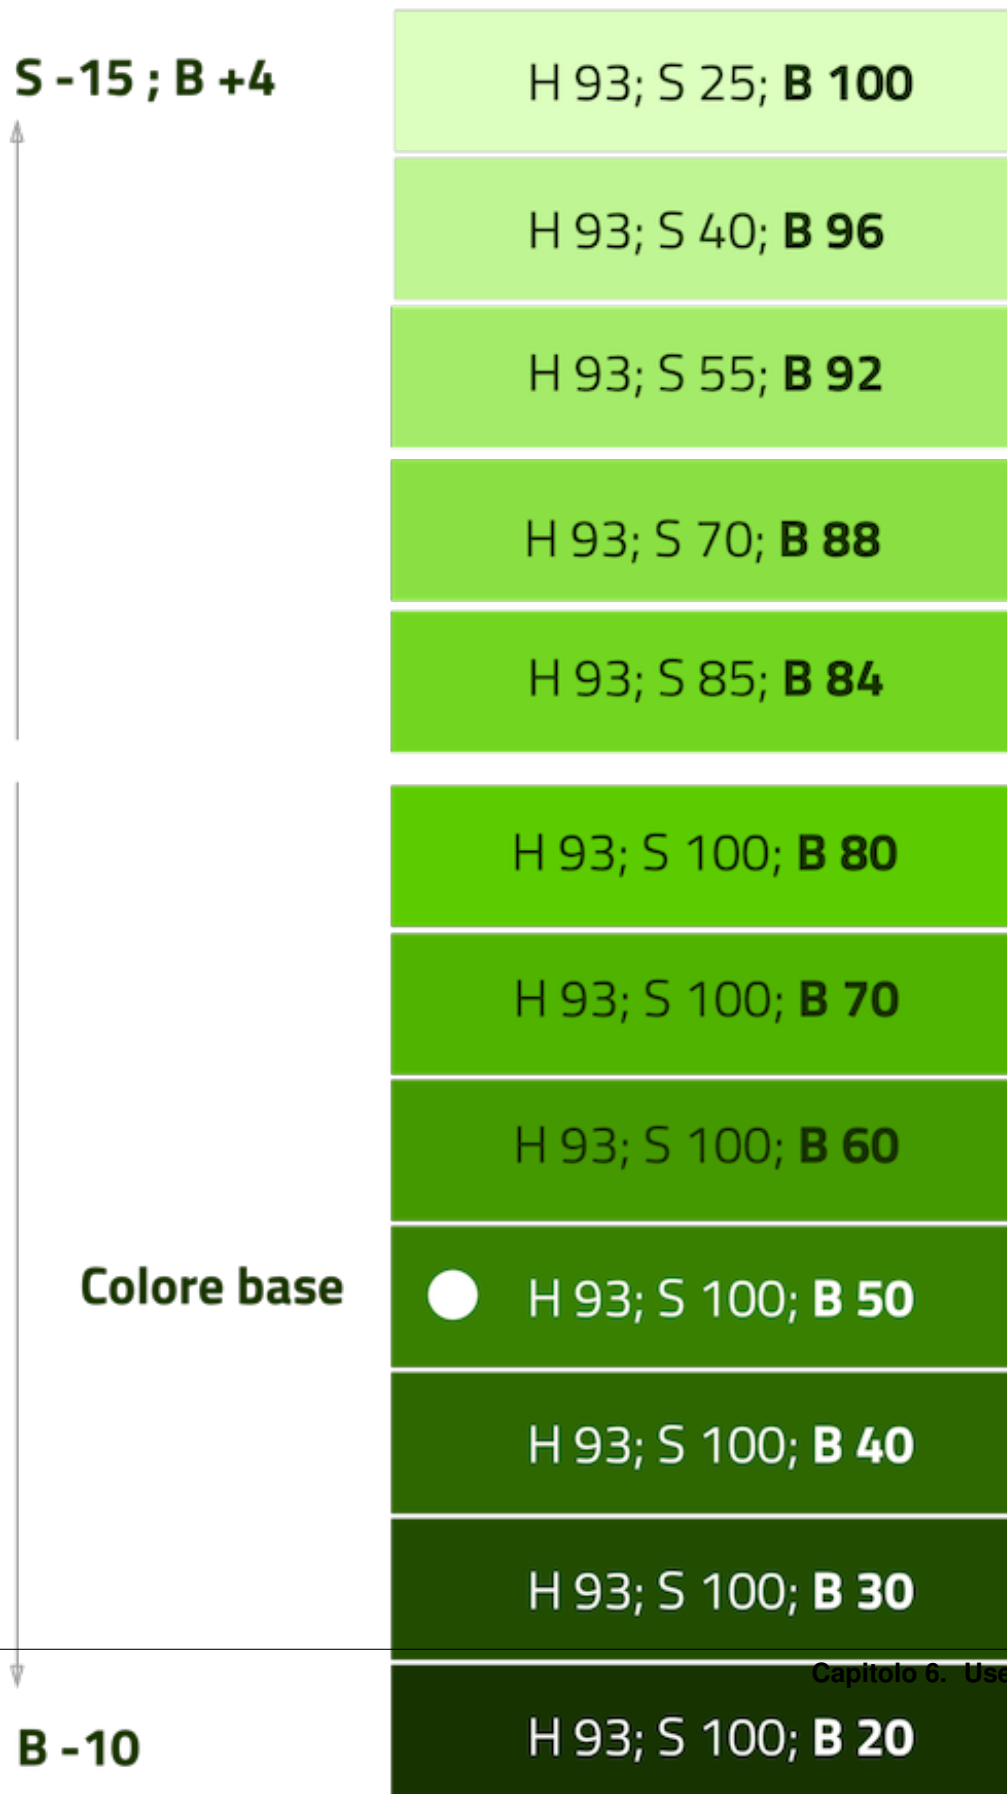 S -15 ; B +4
H 93; S 25; B 100
H 93; S 40; B 96
H 93; S 55; B 92
H 93; S 70; B 88
H 93; S 85; B 84
H 93; S 100; B 80
H 93; S 100; B 70
H 93; S 100; B 60
Colore base
H 93; S 100; B 50
H 93; S 100; B 40
H 93; S 100; B 30
Capitolo 6. Use
H 93; S 100; B 20
B -10